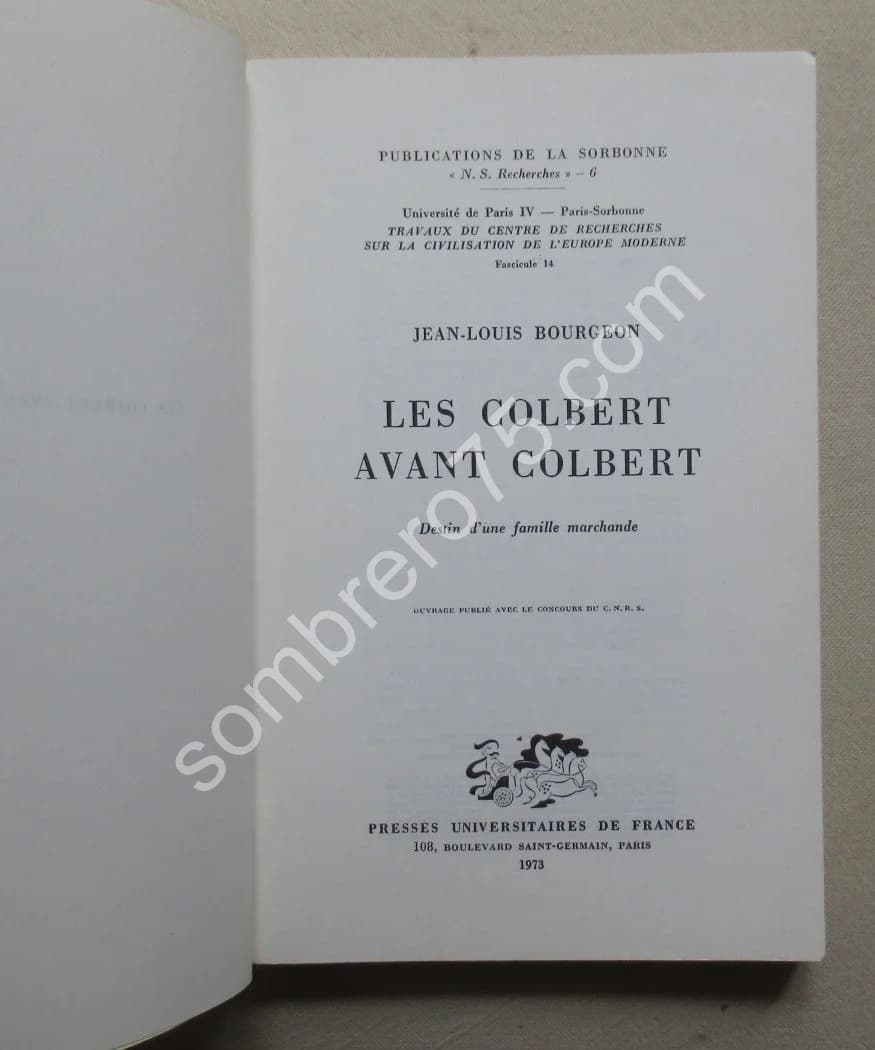 PUBLICATIONS DE LA SORBONNE
« N. S. Recherches » – 6
Université de Paris IV — Paris-Sorbonne
TRAVAUX DU CENTRE DE RECHERCHES
SUR LA CIVILISATION DE L'EUROPE MODERNE
Fascicule 14
JEAN-LOUIS BOURGEON
LES COLBERT
AVANT COLBERT
Destin d'une famille marchande
OUVRAGE PUBLIÉ AVEC LE CONCOURS DU C. N. R. S.
PRESSES UNIVERSITAIRES DE FRANCE
108, BOULEVARD SAINT-GERMAIN, PARIS
1973
sombrero75.com